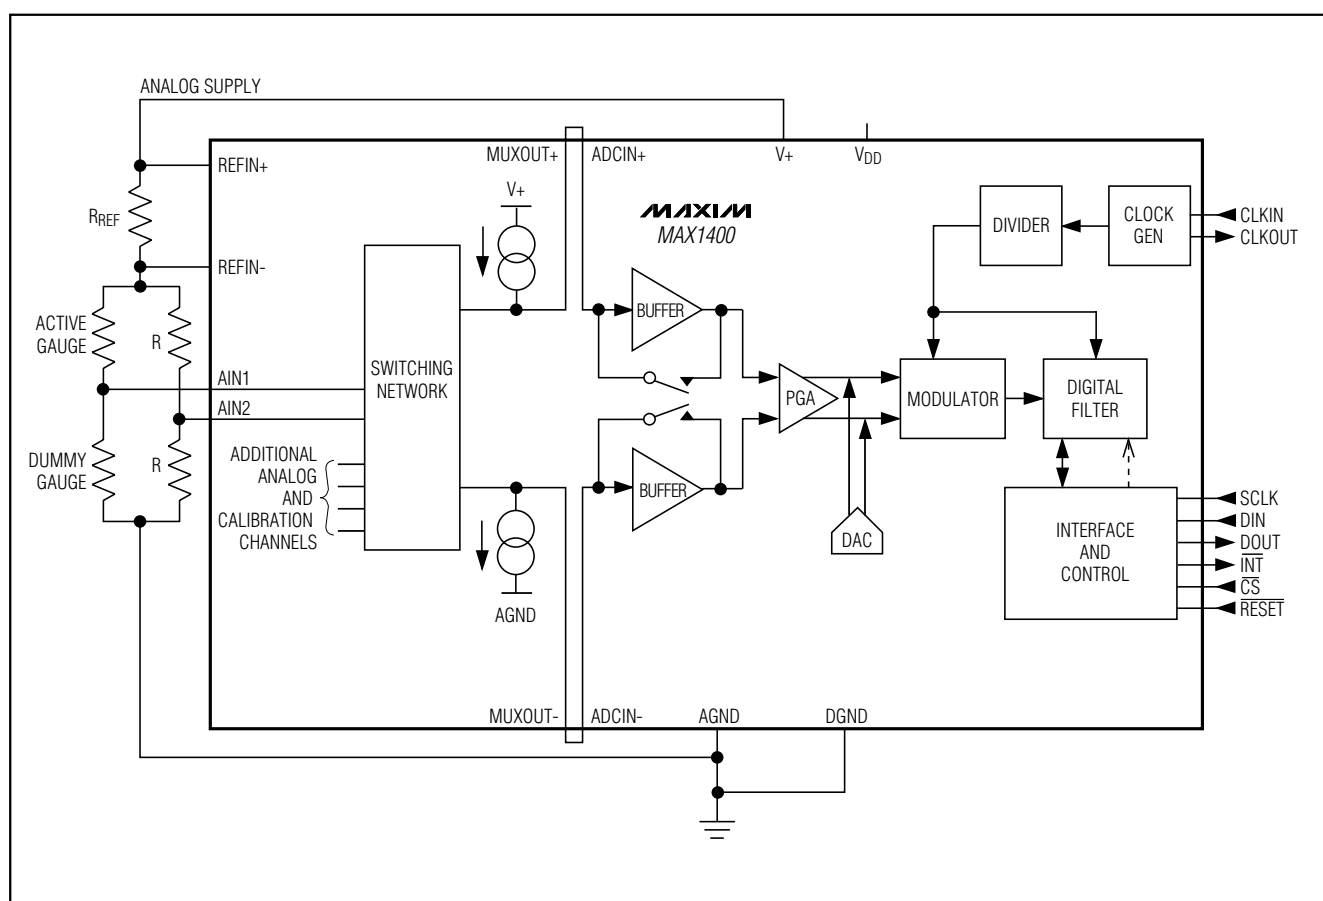 ANALOG SUPPLY
REFIN+
MUXOUT+
ADCIN+
V+
VDD
RREF
REFIN-
V+
MAXIM
MAX1400
DIVIDER
CLOCK
GEN
CLKIN
CLKOUT
ACTIVE
GAUGE
R
AIN1
AIN2
SWITCHING
NETWORK
BUFFER
PGA
MODULATOR
DIGITAL
FILTER
DUMMY
GAUGE
R
ADDITIONAL
ANALOG
AND
CALIBRATION
CHANNELS
BUFFER
DAC
AGND
INTERFACE
AND
CONTROL
SCLK
DIN
DOUT
INT
CS
RESET
MUXOUT-
ADCIN-
AGND
DGND